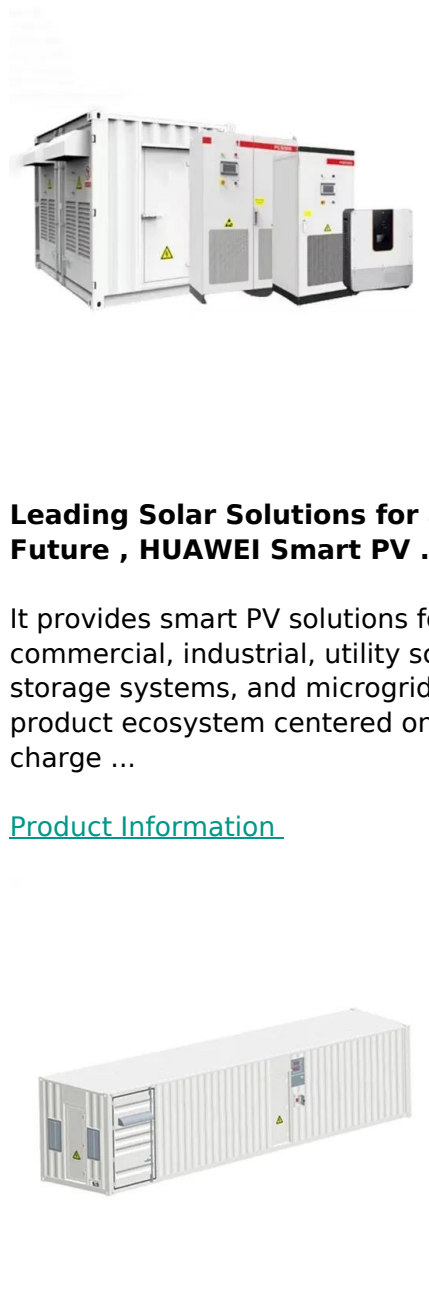 Leading Solar Solutions for
Future , HUAWEI Smart PV .
It provides smart PV solutions
commercial, industrial, utility
storage systems, and microgrid
product ecosystem centered on
charge ...
Product Information